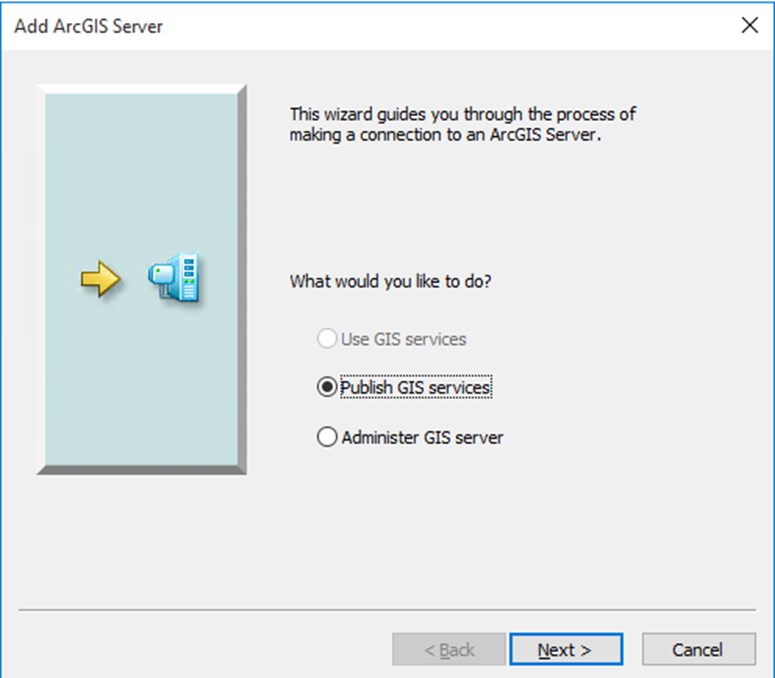 Add ArcGIS Server
This wizard guides you through the process of
making a connection to an ArcGIS Server.
What would you like to do?
Use GIS services
Publish GIS services
Administer GIS server
< Back
Next >
Cancel